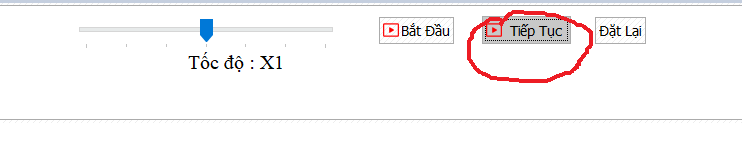 Bắt Đầu Tiếp Tục Đặt Lại
Tốc độ : X1